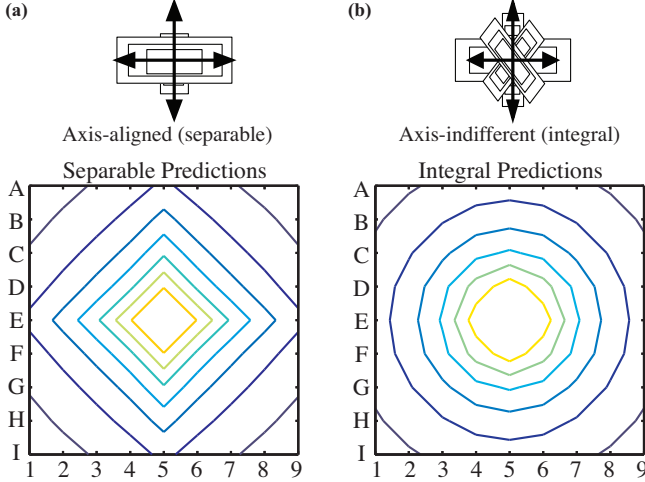 (a)
Axis-aligned (separable)
Separable Predictions
A
B
C
D
E
F
G
H
I
1 2 3 4 5 6 7 8 9
(b)
Axis-indifferent (integral)
Integral Predictions
A
B
C
D
E
F
G
H
I
1 2 3 4 5 6 7 8 9